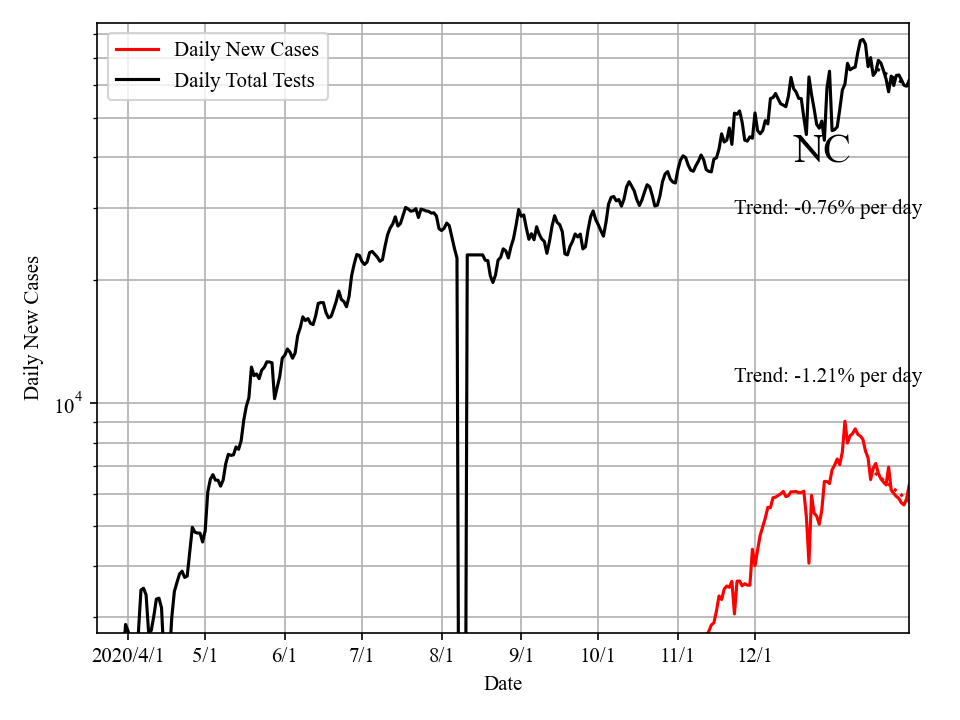 Daily New Cases
Daily Total Tests
NC
Trend: -0.76% per day
Trend: -1.21% per day
Daily New Cases
10^4
2020/4/1 5/1 6/1 7/1 8/1 9/1 10/1 11/1 12/1
Date